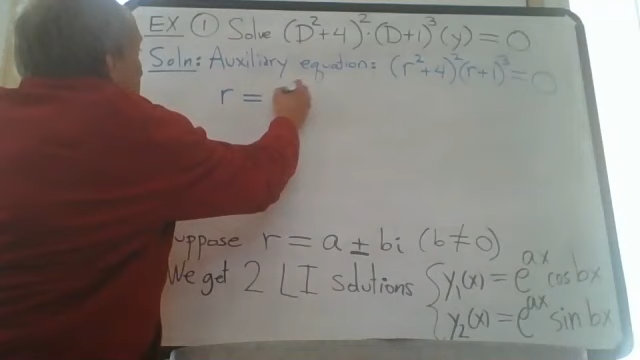 EX ① Solve (D²+4)²·(D+1)³(y) = 0
Soln: Auxiliary equation: (r²+4)²(r+1)³ = 0
r =
uppose r = a ± bi (b ≠ 0)
We get 2 LI solutions { y₁(x) = e^ax cos bx
y₂(x) = e^ax sin bx